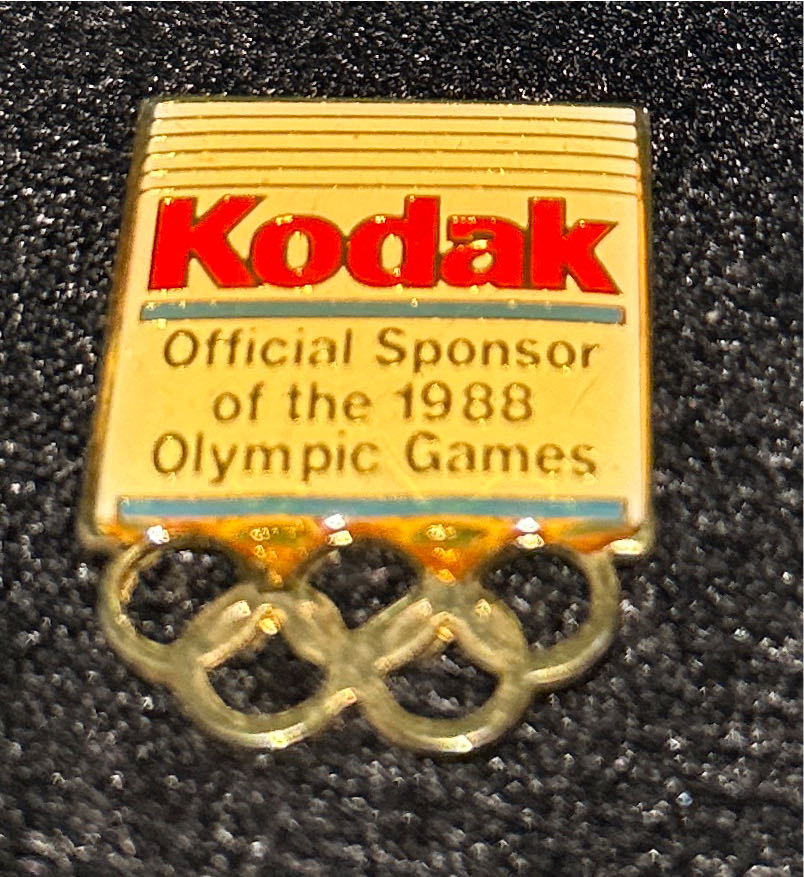 Kodak
Official Sponsor
of the 1988
Olympic Games